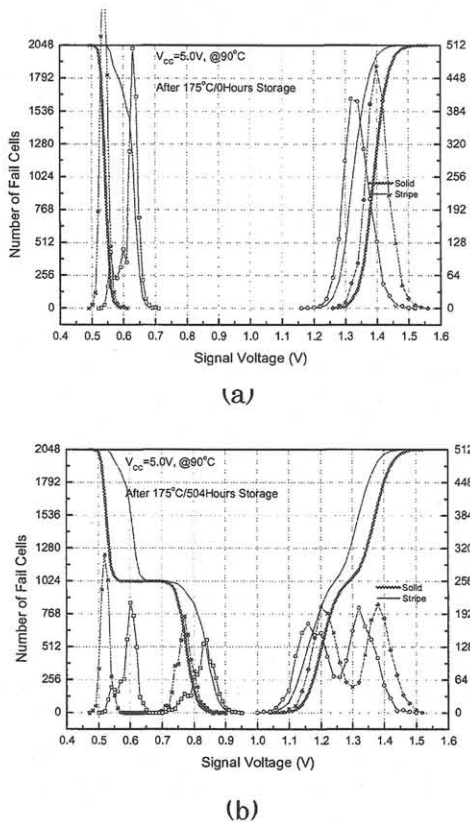 2048
1792
1536
1280
1024
768
512
256
0
Number of Fail Cells
V_CC=5.0V, @90°C
After 175°C/0Hours Storage
Solid
Stripe
512
448
384
320
256
192
128
64
0
0.4 0.5 0.6 0.7 0.8 0.9 1.0 1.1 1.2 1.3 1.4 1.5 1.6
Signal Voltage (V)
(a)
2048
1792
1536
1280
1024
768
512
256
0
Number of Fail Cells
V_CC=5.0V, @90°C
After 175°C/504Hours Storage
Solid
Stripe
512
448
384
320
256
192
128
64
0
0.4 0.5 0.6 0.7 0.8 0.9 1.0 1.1 1.2 1.3 1.4 1.5 1.6
Signal Voltage (V)
(b)